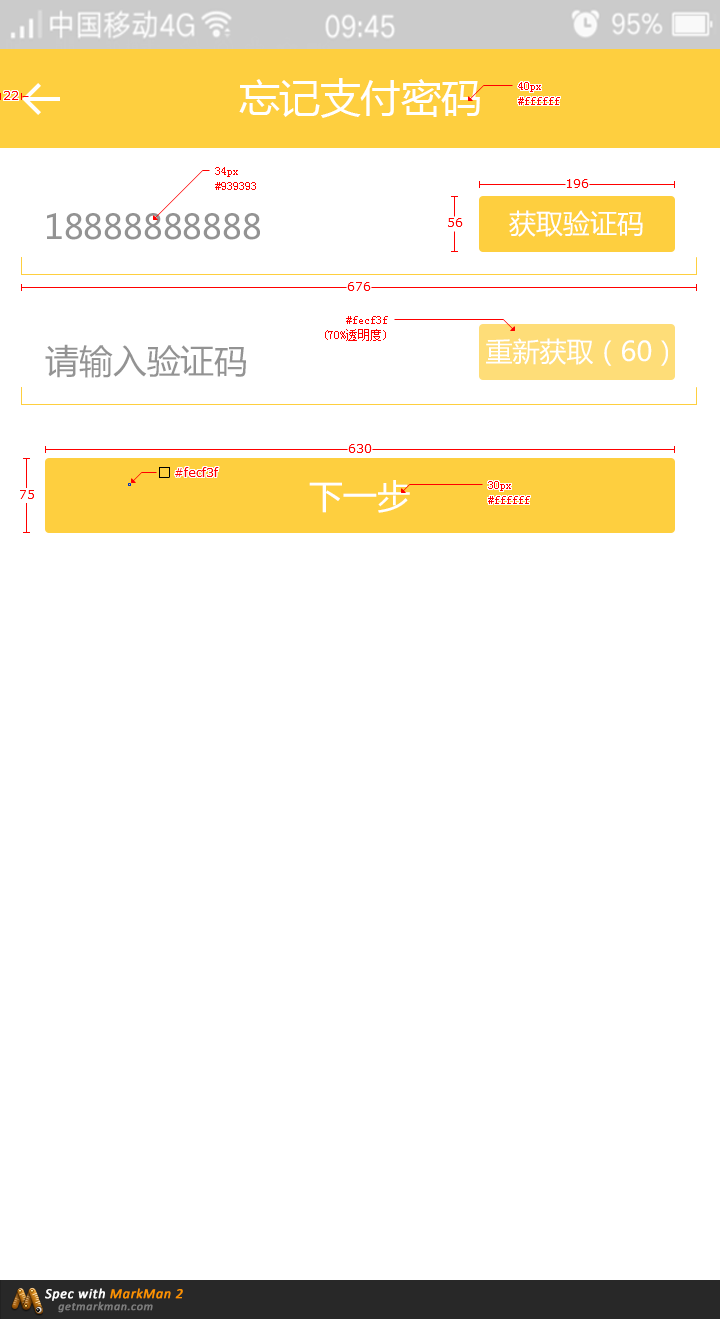 中国移动4G 09:45 95%
22 忘记支付密码 40px
#ffffff
34px
#939393
196
18888888888 56 获取验证码
676
#fecf3f
(70%透明度)
请输入验证码 重新获取（60）
630
#fecf3f
75 下一步 30px
#ffffff
Spec with MarkMan 2
getmarkman.com